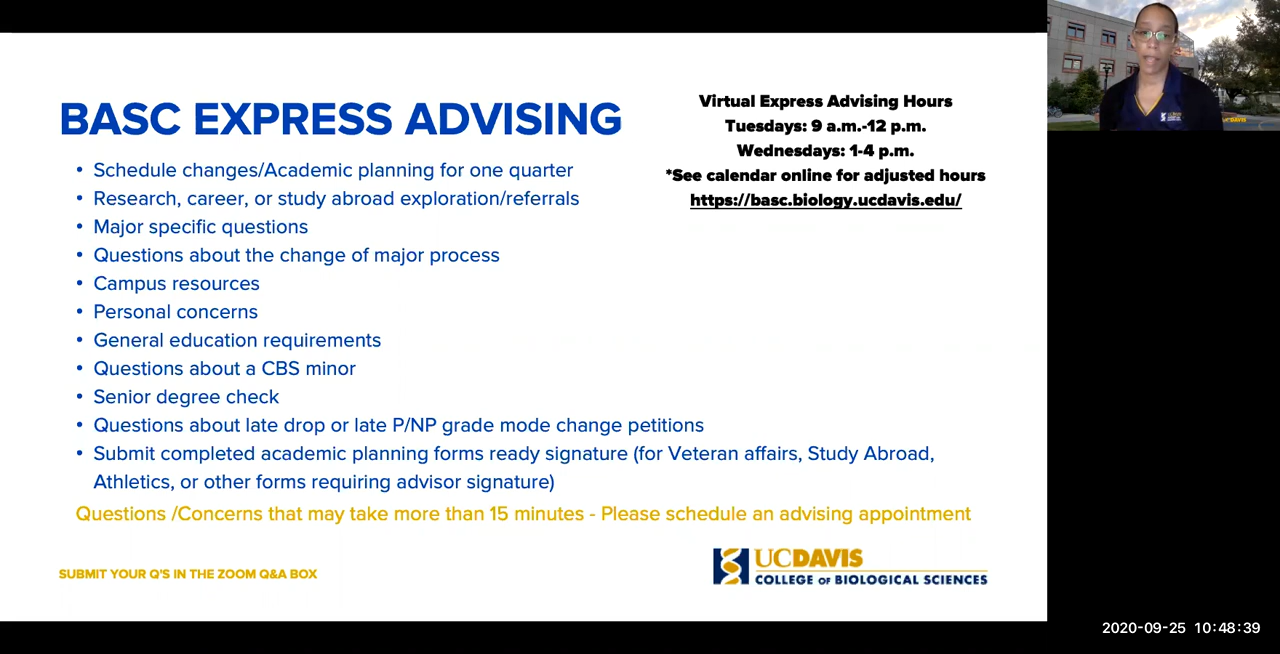 BASC EXPRESS ADVISING
• Schedule changes/Academic planning for one quarter
• Research, career, or study abroad exploration/referrals
• Major specific questions
• Questions about the change of major process
• Campus resources
• Personal concerns
• General education requirements
• Questions about a CBS minor
• Senior degree check
• Questions about late drop or late P/NP grade mode change petitions
• Submit completed academic planning forms ready signature (for Veteran affairs, Study Abroad,
Athletics, or other forms requiring advisor signature)
Questions /Concerns that may take more than 15 minutes - Please schedule an advising appointment
Virtual Express Advising Hours
Tuesdays: 9 a.m.-12 p.m.
Wednesdays: 1-4 p.m.
*See calendar online for adjusted hours
https://basc.biology.ucdavis.edu/
SUBMIT YOUR Q'S IN THE ZOOM Q&A BOX
UCDAVIS
COLLEGE OF BIOLOGICAL SCIENCES
2020-09-25 10:48:39